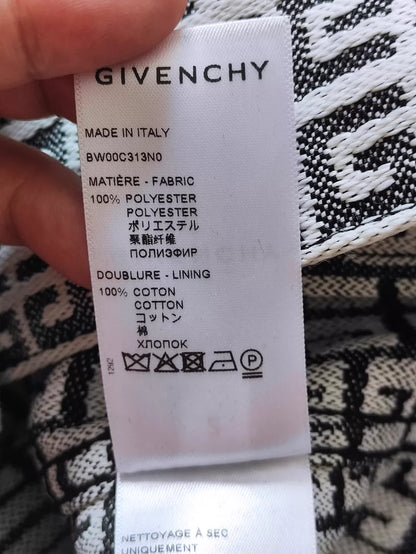 GIVENCHY
MADE IN ITALY
BW00C313N0
MATIÈRE - FABRIC
100% POLYESTER
POLYESTER
ポリエステル
聚酯纤维
ПОЛИЭФИР
DOUBLURE - LINING
100% COTON
COTTON
コットン
棉
ХЛОПОК
P
1292
NETTOYAGE À SEC
UNIQUEMENT